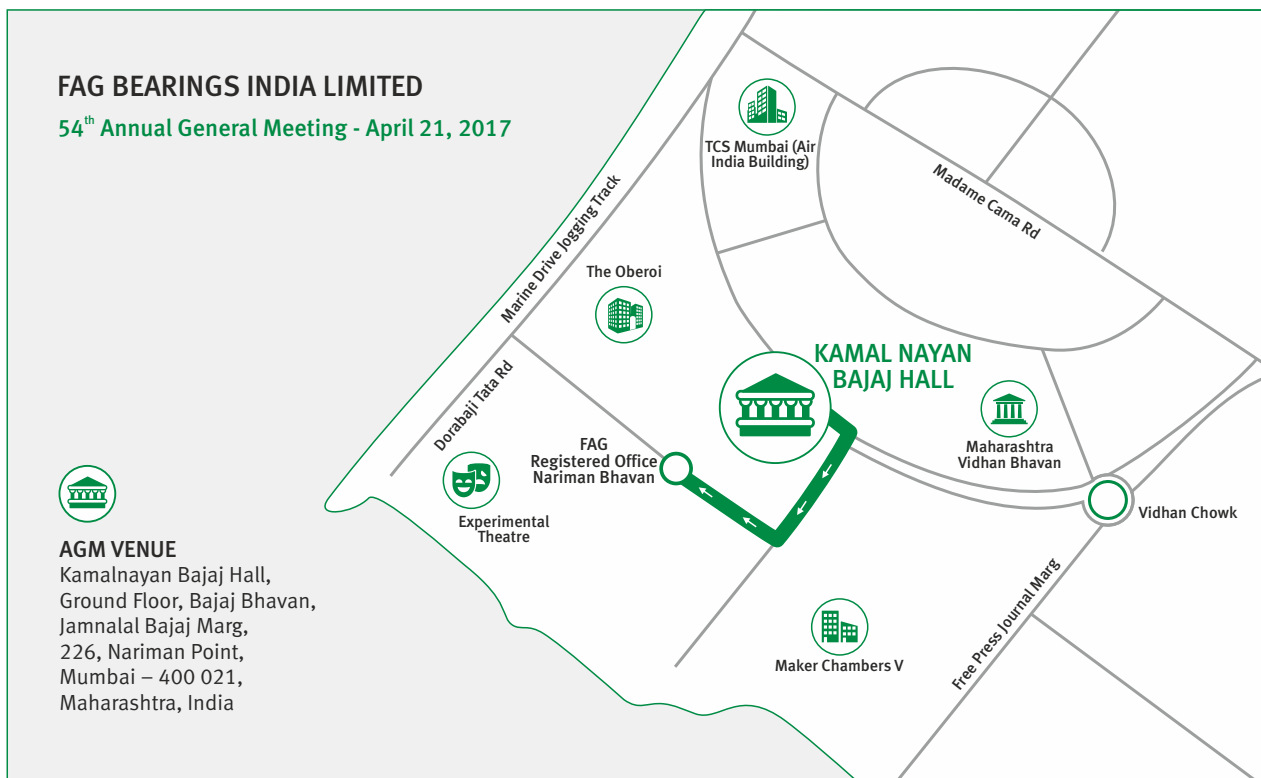 FAG BEARINGS INDIA LIMITED
54th Annual General Meeting - April 21, 2017
TCS Mumbai (Air
India Building)
Madame Cama Rd
Marine Drive Jogging Track
The Oberoi
KAMAL NAYAN
BAJAJ HALL
Dorabaji Tata Rd
FAG
Registered Office
Nariman Bhavan
Maharashtra
Vidhan Bhavan
Experimental
Theatre
Vidhan Chowk
AGM VENUE
Kamalnayan Bajaj Hall,
Ground Floor, Bajaj Bhavan,
Jamnalal Bajaj Marg,
226, Nariman Point,
Mumbai – 400 021,
Maharashtra, India
Free Press Journal Marg
Maker Chambers V